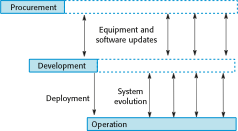 Procurement
Equipment and
software updates
Development
Deployment
System
evolution
Operation